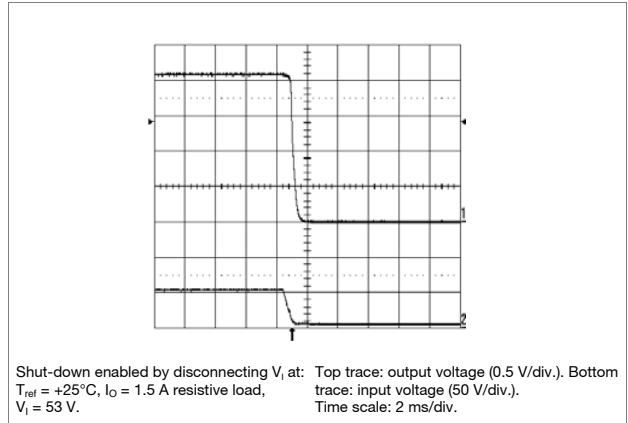 1
2
Shut-down enabled by disconnecting VI at:
Tref = +25°C, IO = 1.5 A resistive load,
VI = 53 V.
Top trace: output voltage (0.5 V/div.). Bottom
trace: input voltage (50 V/div.).
Time scale: 2 ms/div.